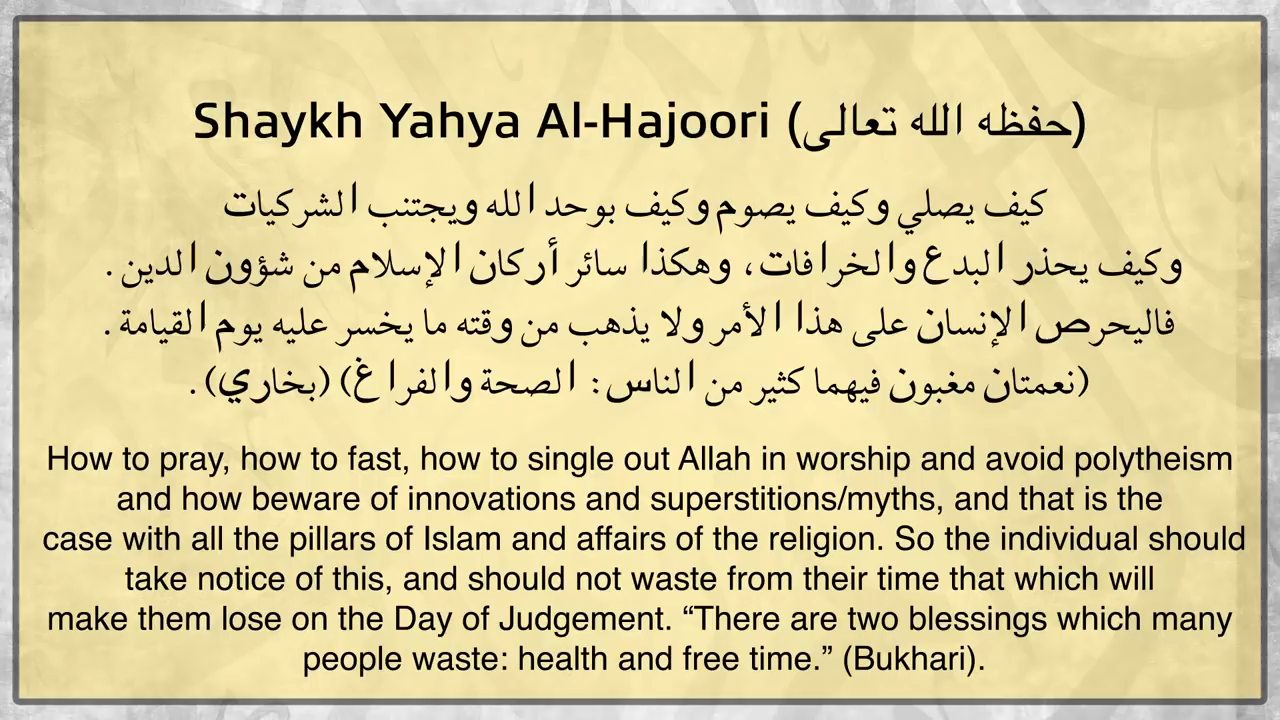 Shaykh Yahya Al-Hajoori (حفظه الله تعالى)
كيف يصلي وكيف يصوم وكيف بوحد الله ويجتنب الشركيات
وكيف يحذر البدع والخرافات، وهكذا سائر أركان الإسلام من شؤون الدين .
فاليحرص الإنسان على هذا الأمر ولا يذهب من وقته ما يخسر عليه يوم القيامة .
(نعمتان مغبون فيهما كثير من الناس: الصحة والفراغ) (بخاري).
How to pray, how to fast, how to single out Allah in worship and avoid polytheism
and how beware of innovations and superstitions/myths, and that is the
case with all the pillars of Islam and affairs of the religion. So the individual should
take notice of this, and should not waste from their time that which will
make them lose on the Day of Judgement. “There are two blessings which many
people waste: health and free time.” (Bukhari).